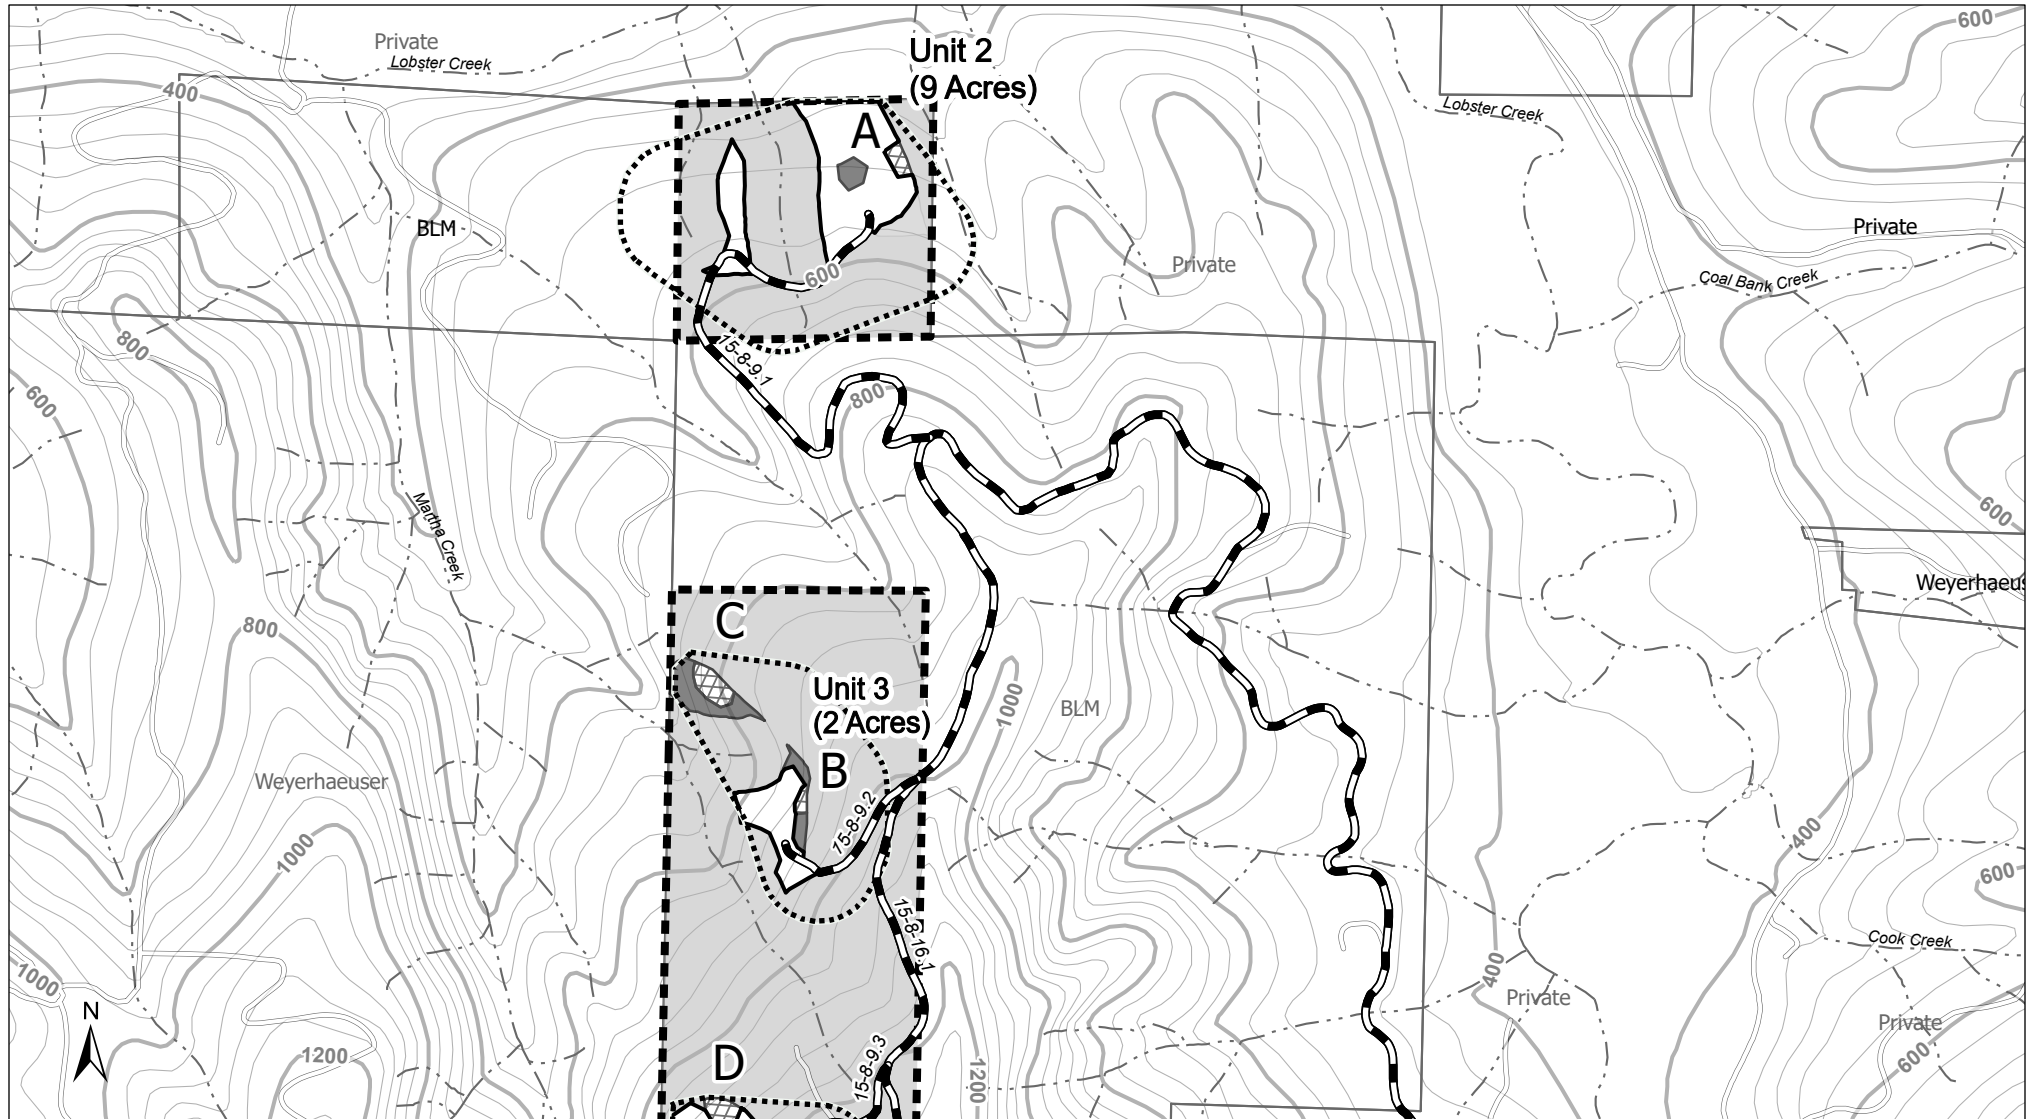 600
Private
Lobster Creek
Unit 2
(9 Acres)
400
A
Lobster Creek
BLM
Private
Private
600
Coal Bank Creek
800
15-8-9.1
600
800
Martha Creek
600
Weyerhaeus
C
800
Unit 3
(2 Acres)
1000
BLM
B
Weyerhaeuser
15-8-9.2
400
1000
600
15-8-16.1
Cook Creek
400
1000
Private
N
Private
1200
D
15-8-9.3
1200
600